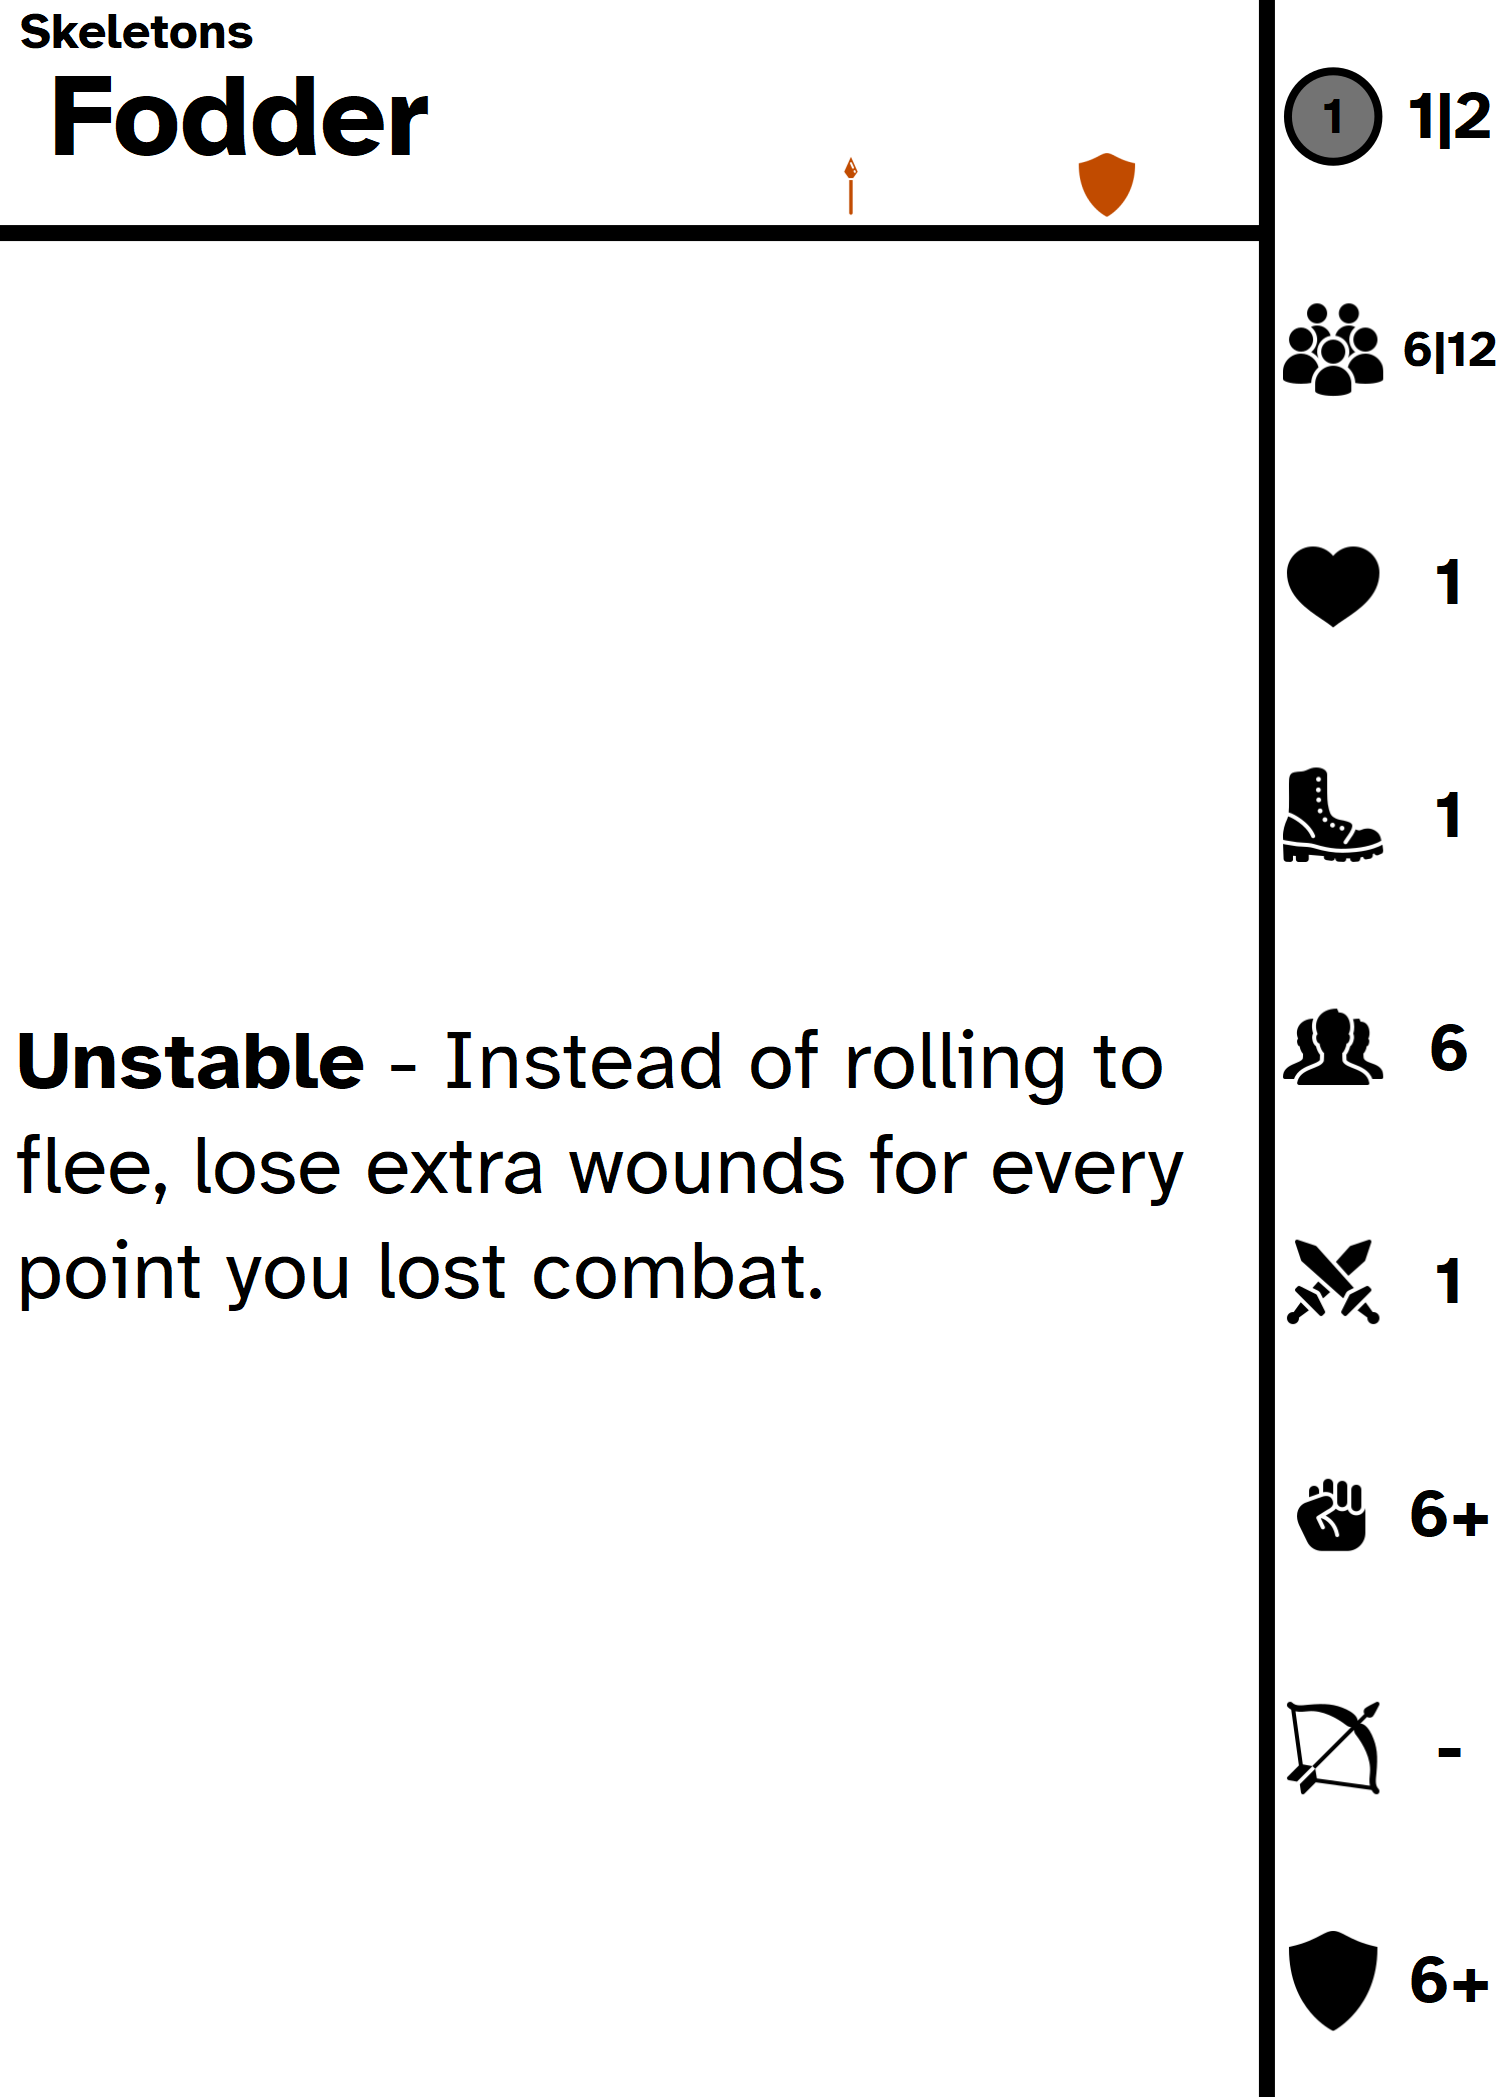 Skeletons
Fodder
1 1|2
6|12
1
1
Unstable - Instead of rolling to
flee, lose extra wounds for every
point you lost combat.
6
1
6+
-
6+